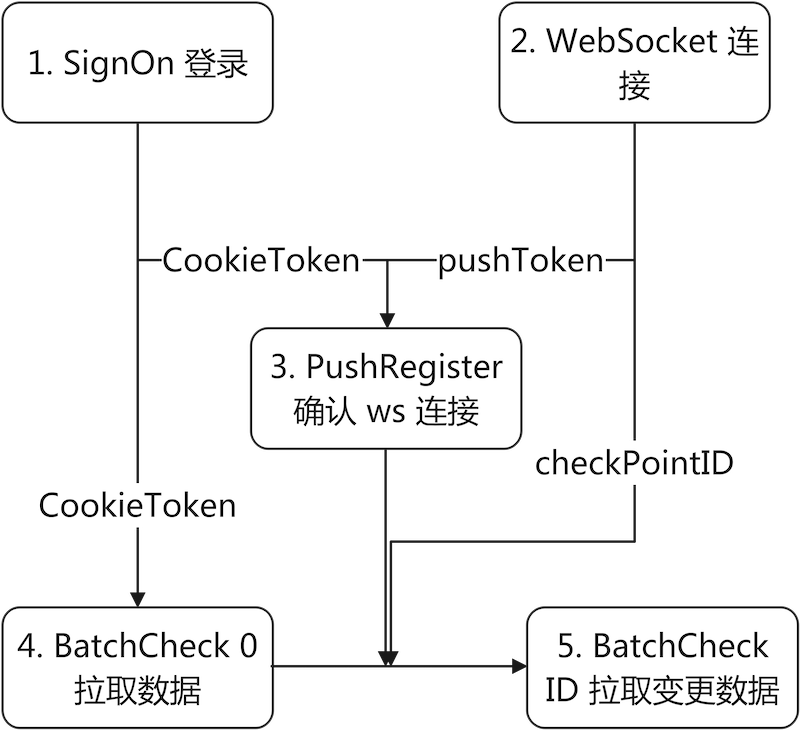 1. SignOn 登录
2. WebSocket 连
接
CookieToken
pushToken
3. PushRegister
确认 ws 连接
checkPointID
CookieToken
4. BatchCheck 0
拉取数据
5. BatchCheck
ID 拉取变更数据